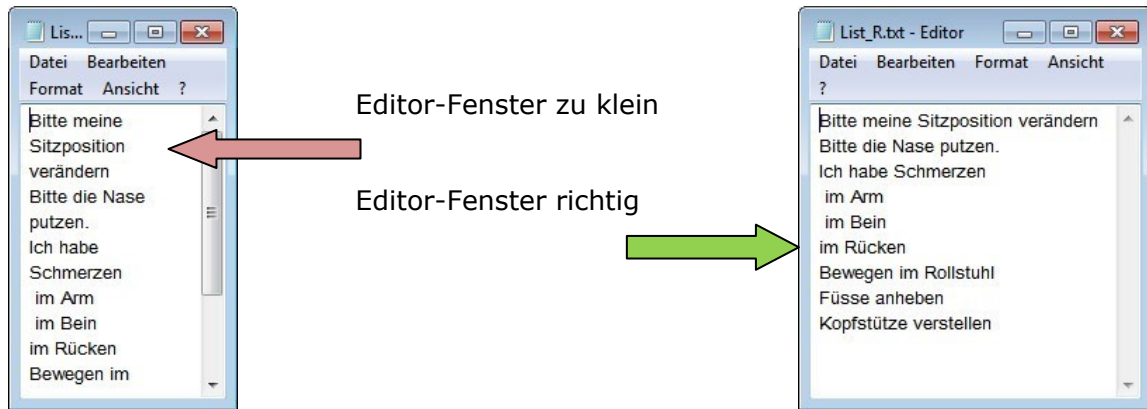 Lis...
Datei Bearbeiten
Format Ansicht ?
Bitte meine
Sitzposition
verändern
Bitte die Nase
putzen.
Ich habe
Schmerzen
im Arm
im Bein
im Rücken
Bewegen im
Editor-Fenster zu klein
Editor-Fenster richtig
List_R.txt - Editor
Datei Bearbeiten Format Ansicht
?
Bitte meine Sitzposition verändern
Bitte die Nase putzen.
Ich habe Schmerzen
im Arm
im Bein
im Rücken
Bewegen im Rollstuhl
Füsse anheben
Kopfstütze verstellen